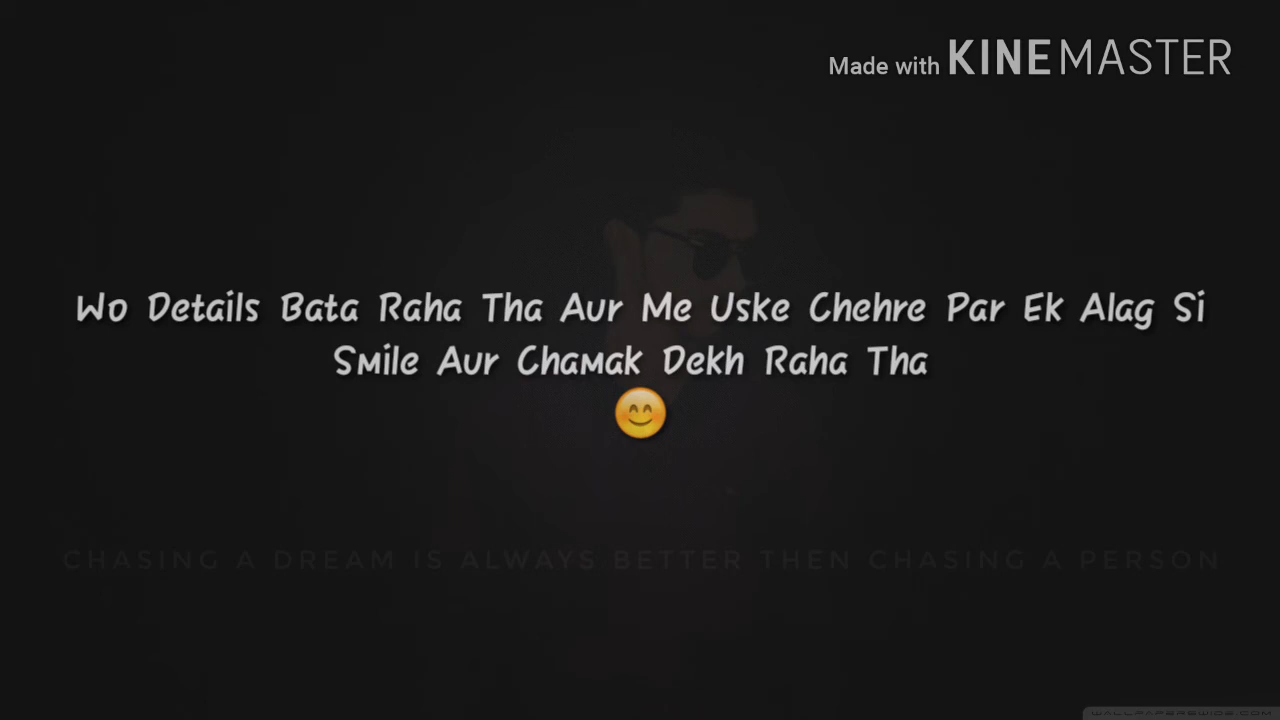 Made with KINEMASTER
Wo Details Bata Raha Tha Aur Me Uske Chehre Par Ek Alag Si
Smile Aur Chamak Dekh Raha Tha
😊
CHASING A DREAM IS ALWAYS BETTER THEN CHASING A PERSON